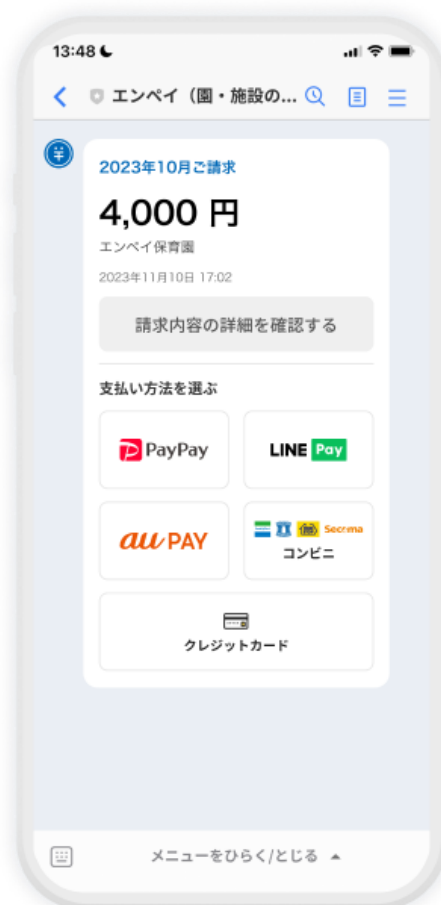 13:48
エンペイ（園・施設の...
2023年10月ご請求
4,000 円
エンペイ保育園
2023年11月10日 17:02
請求内容の詳細を確認する
支払い方法を選ぶ
PayPay
LINE Pay
au PAY
Secoma
コンビニ
クレジットカード
メニューをひらく/とじる